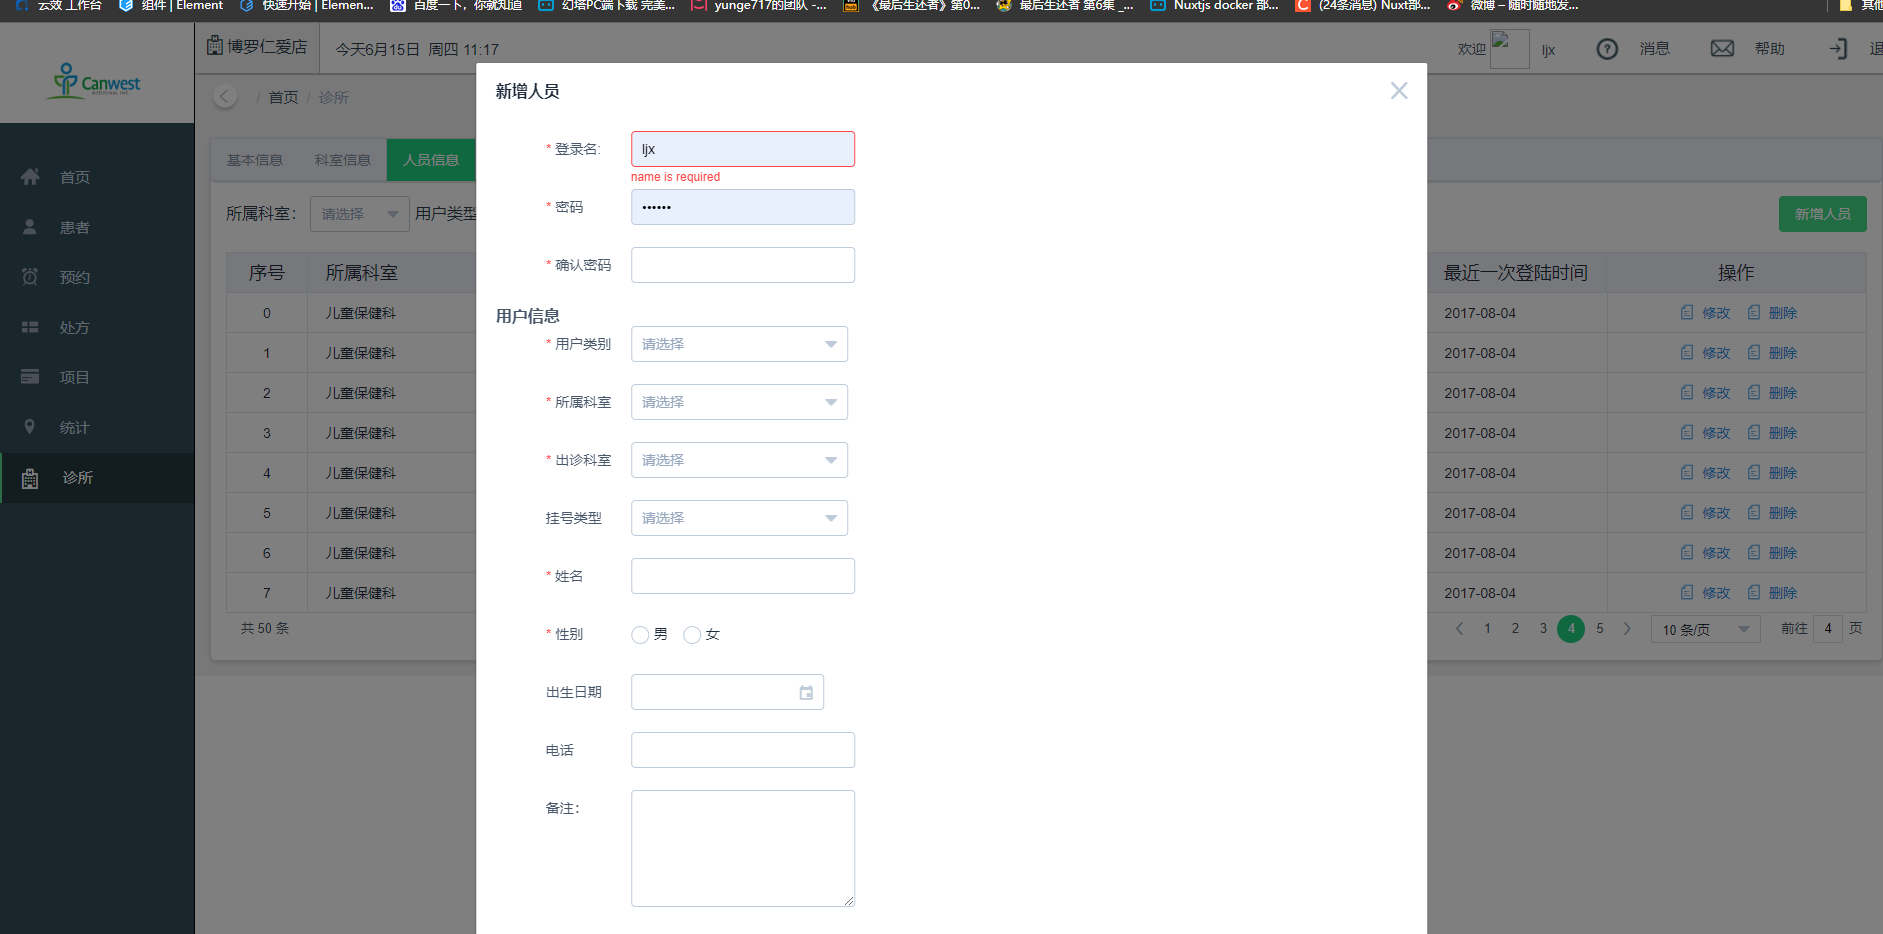 云效 工作台 组件 | Element 快速开始 | Elemen... 百度一下，你就知道 幻塔PC端下载 完美... yunge717的团队 -... 《最后生还者》第0... 最后生还者 第6集 _... Nuxtjs docker 部... (24条消息) Nuxt部... 微博 – 随时随地发... 其他
Canwest
博罗仁爱店 今天6月15日 周四 11:17 欢迎 ljx 消息 帮助
/ 首页 / 诊所
首页
患者
预约
处方
项目
统计
诊所
基本信息 科室信息 人员信息
所属科室： 请选择 用户类型
新增人员
序号 所属科室 最近一次登陆时间 操作
0 儿童保健科 2017-08-04 修改 删除
1 儿童保健科 2017-08-04 修改 删除
2 儿童保健科 2017-08-04 修改 删除
3 儿童保健科 2017-08-04 修改 删除
4 儿童保健科 2017-08-04 修改 删除
5 儿童保健科 2017-08-04 修改 删除
6 儿童保健科 2017-08-04 修改 删除
7 儿童保健科 2017-08-04 修改 删除
共 50 条 1 2 3 4 5 10 条/页 前往 4 页
新增人员
* 登录名: ljx
name is required
* 密码 ••••••
* 确认密码
用户信息
* 用户类别 请选择
* 所属科室 请选择
* 出诊科室 请选择
挂号类型 请选择
* 姓名
* 性别 男 女
出生日期
电话
备注：